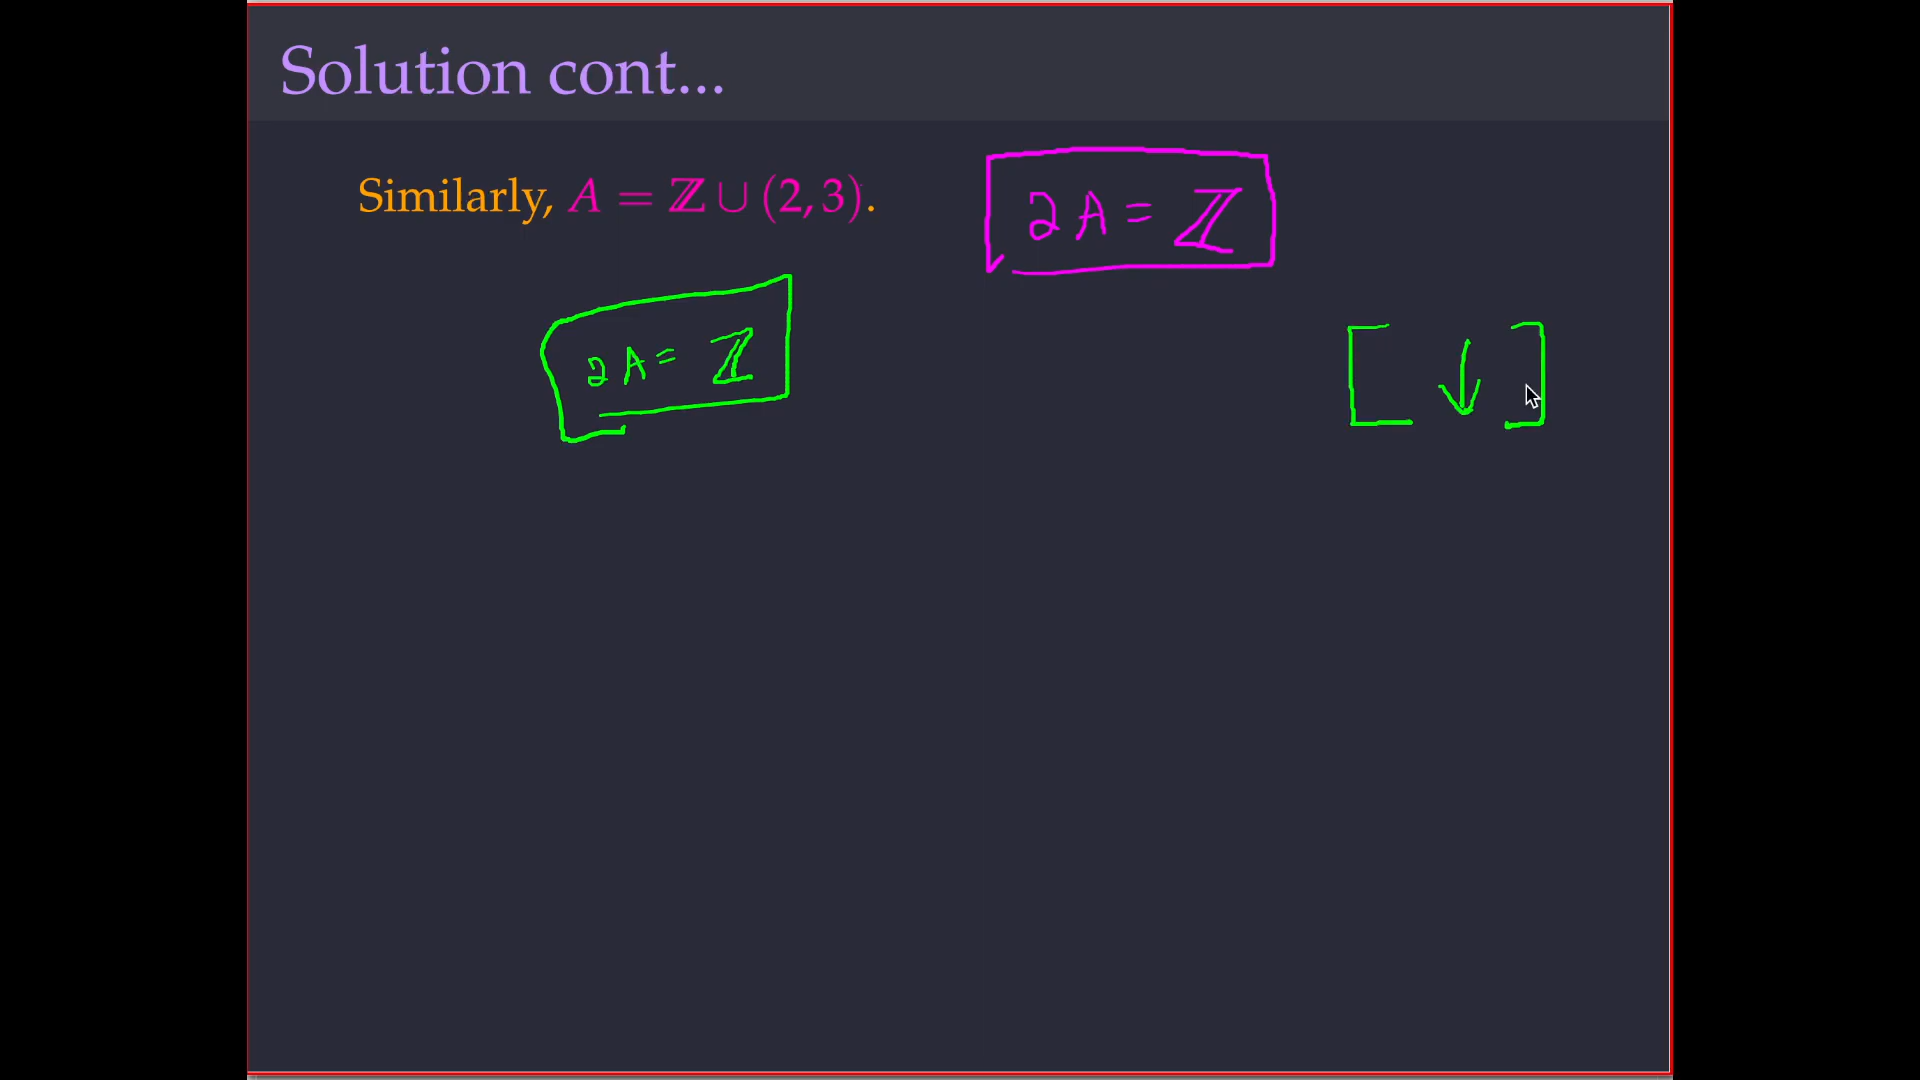 Solution cont...
Similarly, A = ℤ ∪ (2, 3).
∂A = ℤ
∂A = ℤ
[ ↓ ]